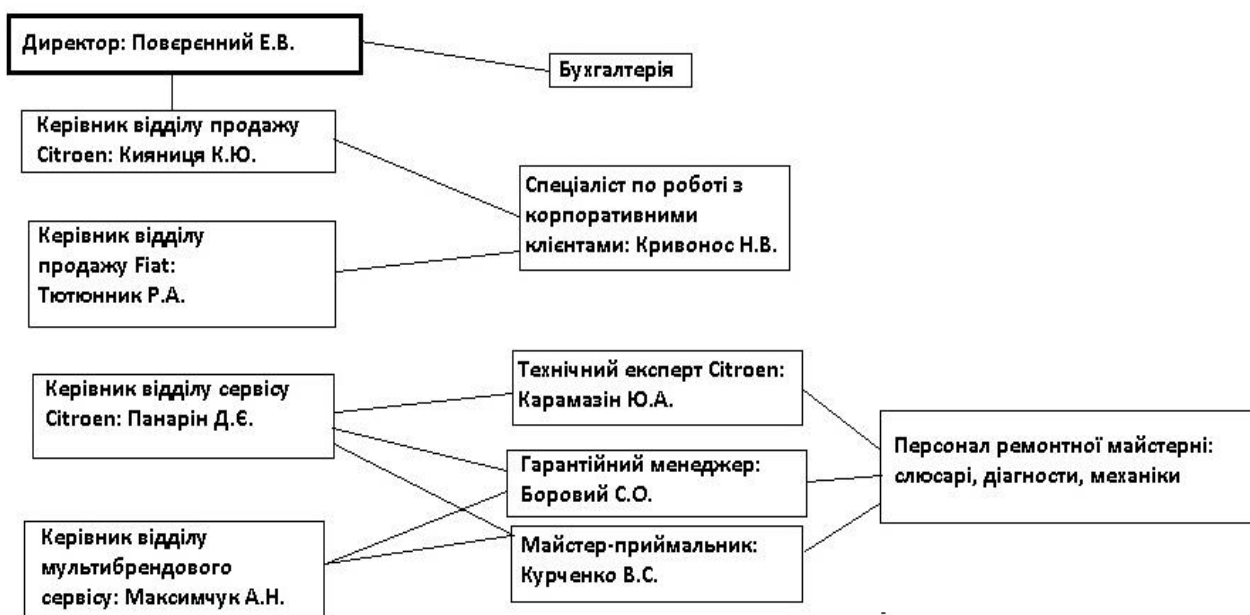 Директор: Повєрєнний Е.В.
Бухгалтерія
Керівник відділу продажу
Citroen: Кияниця К.Ю.
Спеціаліст по роботі з
корпоративними
клієнтами: Кривонос Н.В.
Керівник відділу
продажу Fiat:
Тютюнник Р.А.
Керівник відділу сервісу
Citroen: Панарін Д.Є.
Технічний експерт Citroen:
Карамазін Ю.А.
Гарантійний менеджер:
Боровий С.О.
Персонал ремонтної майстерні:
слюсарі, діагности, механіки
Керівник відділу
мультибрендового
сервісу: Максимчук А.Н.
Майстер-приймальник:
Курченко В.С.